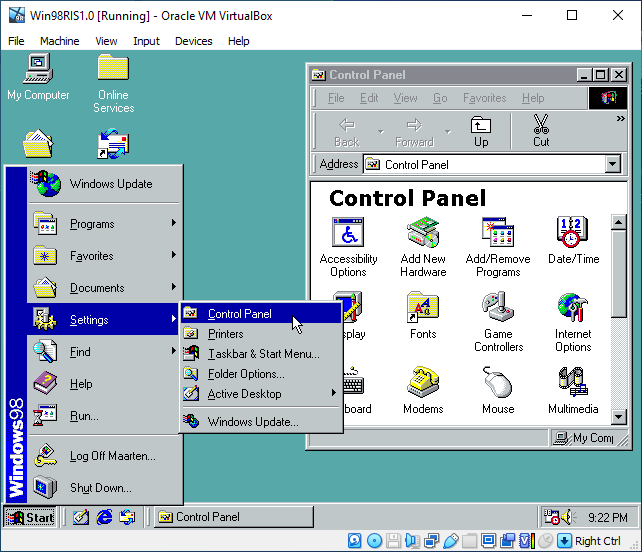 Win98RIS1.0 [Running] - Oracle VM VirtualBox
File Machine View Input Devices Help
My Computer
Online
Services
Control Panel
File Edit View Go Favorites Help
Back Forward Up Cut »
Address Control Panel
Control Panel
Accessibility
Options
Add New
Hardware
Add/Remove
Programs
Date/Time
Display
Fonts
Game
Controllers
Internet
Options
board
Modems
Mouse
Multimedia
My Comp
Windows98
Windows Update
Programs
Favorites
Documents
Settings
Find
Help
Run...
Log Off Maarten...
Shut Down...
Control Panel
Printers
Taskbar & Start Menu...
Folder Options...
Active Desktop
Windows Update...
Start
Control Panel
9:22 PM
Right Ctrl